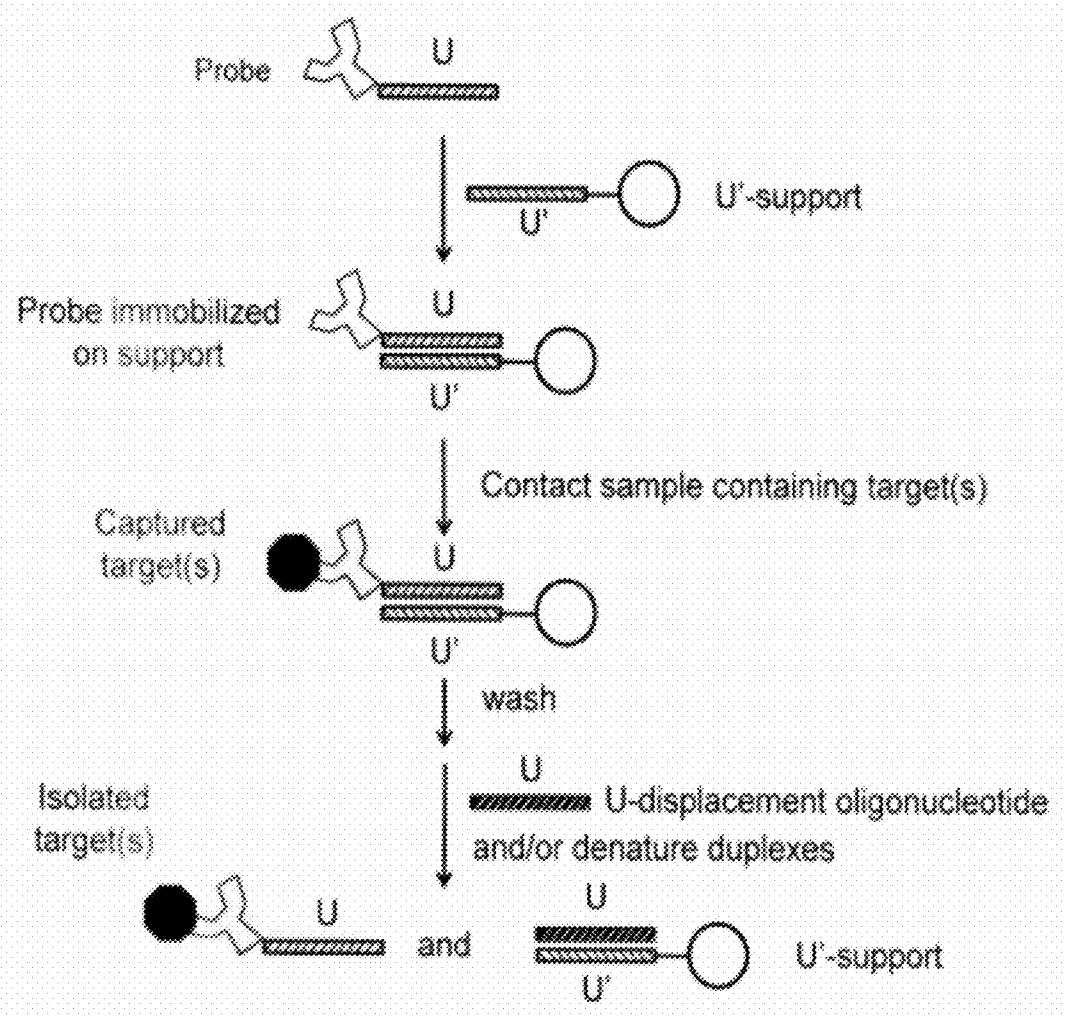 U
Probe
U'-support
U'
Probe immobilized
on support
U
U'
Contact sample containing target(s)
Captured
target(s)
U
U'
wash
U
Isolated
target(s)
U-displacement oligonucleotide
and/or denature duplexes
U
and
U
U'-support
U'